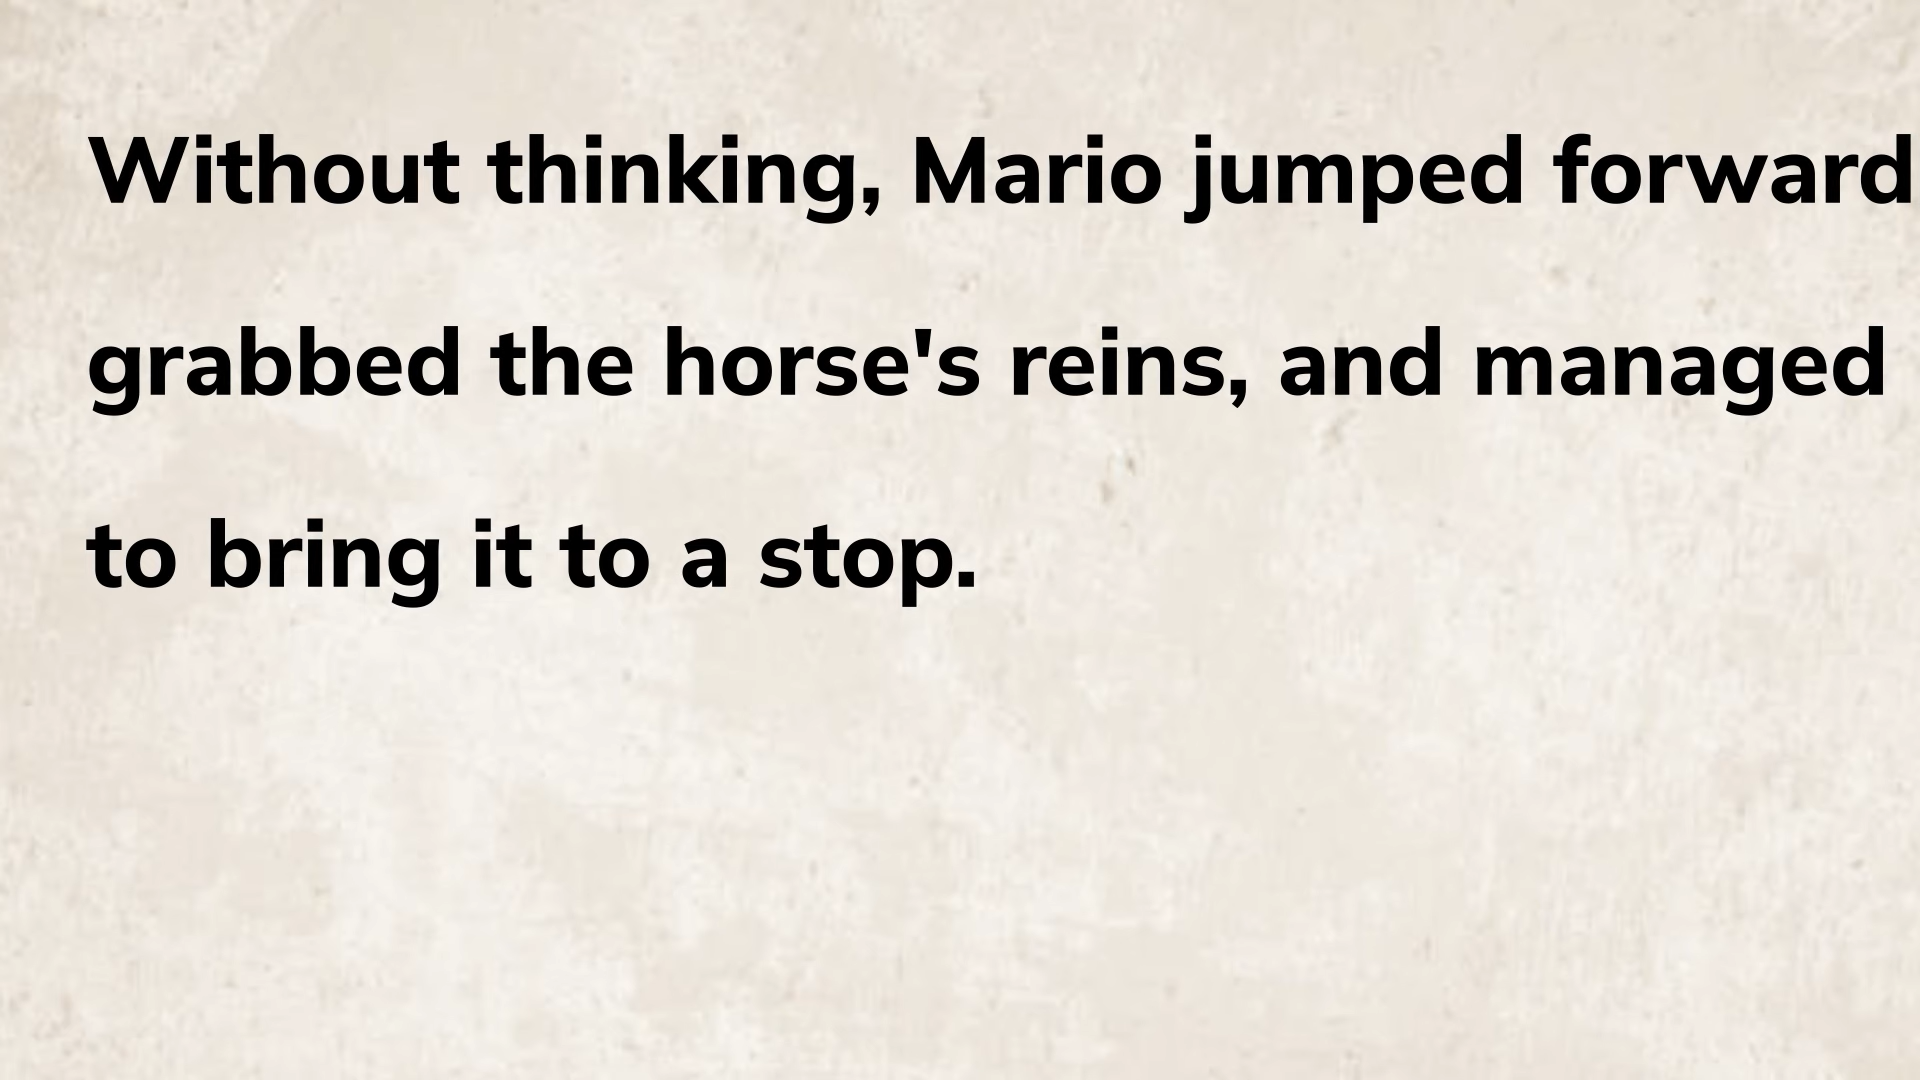 Without thinking, Mario jumped forward
grabbed the horse's reins, and managed
to bring it to a stop.